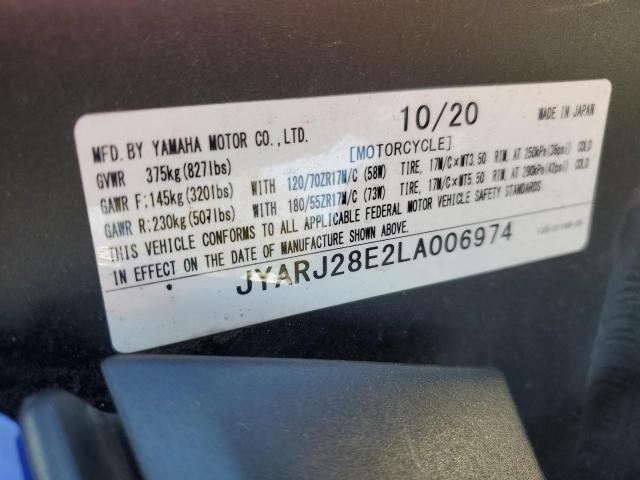 10/20 MADE IN JAPAN
MFD. BY YAMAHA MOTOR CO., LTD. [MOTORCYCLE]
GVWR 375kg(827lbs)
GAWR F:145kg(320lbs) WITH 120/70ZR17M/C (58W) TIRE, 17M/C×MT3.50 RIM, AT 250kPa(36psi) COLD
GAWR R:230kg(507lbs) WITH 180/55ZR17M/C (73W) TIRE, 17M/C×MT5.50 RIM, AT 290kPa(42psi) COLD
THIS VEHICLE CONFORMS TO ALL APPLICABLE FEDERAL MOTOR VEHICLE SAFETY STANDARDS
IN EFFECT ON THE DATE OF MANUFACTURE SHOWN ABOVE.
JYARJ28E2LA006974